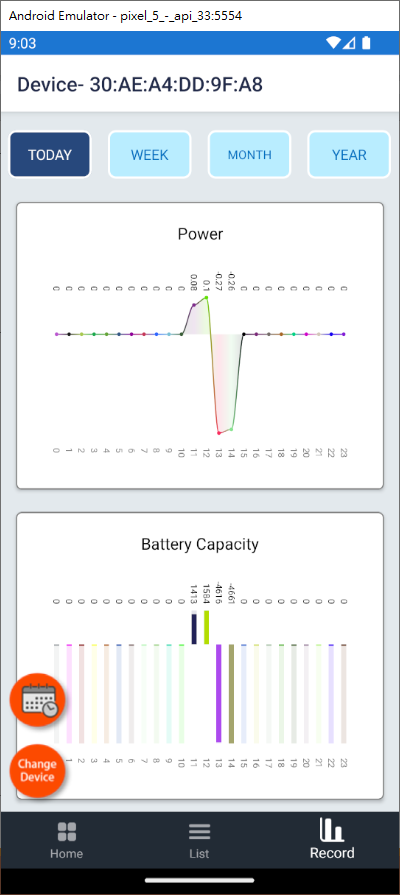 Android Emulator - pixel_5_-_api_33:5554
9:03
Device- 30:AE:A4:DD:9F:A8
TODAY WEEK MONTH YEAR
Power
0 0 0 0 0 0 0 0 0 0 0 0.08 0.1 -0.27 -0.26 0 0 0 0 0 0 0 0 0
0 1 2 3 4 5 6 7 8 9 10 11 12 13 14 15 16 17 18 19 20 21 22 23
Battery Capacity
0 0 0 0 0 0 0 0 0 0 0 1413 1584 -4616 -4661 0 0 0 0 0 0 0 0 0
0 1 2 3 4 5 6 7 8 9 10 11 12 13 14 15 16 17 18 19 20 21 22 23
Change
Device
Home List Record